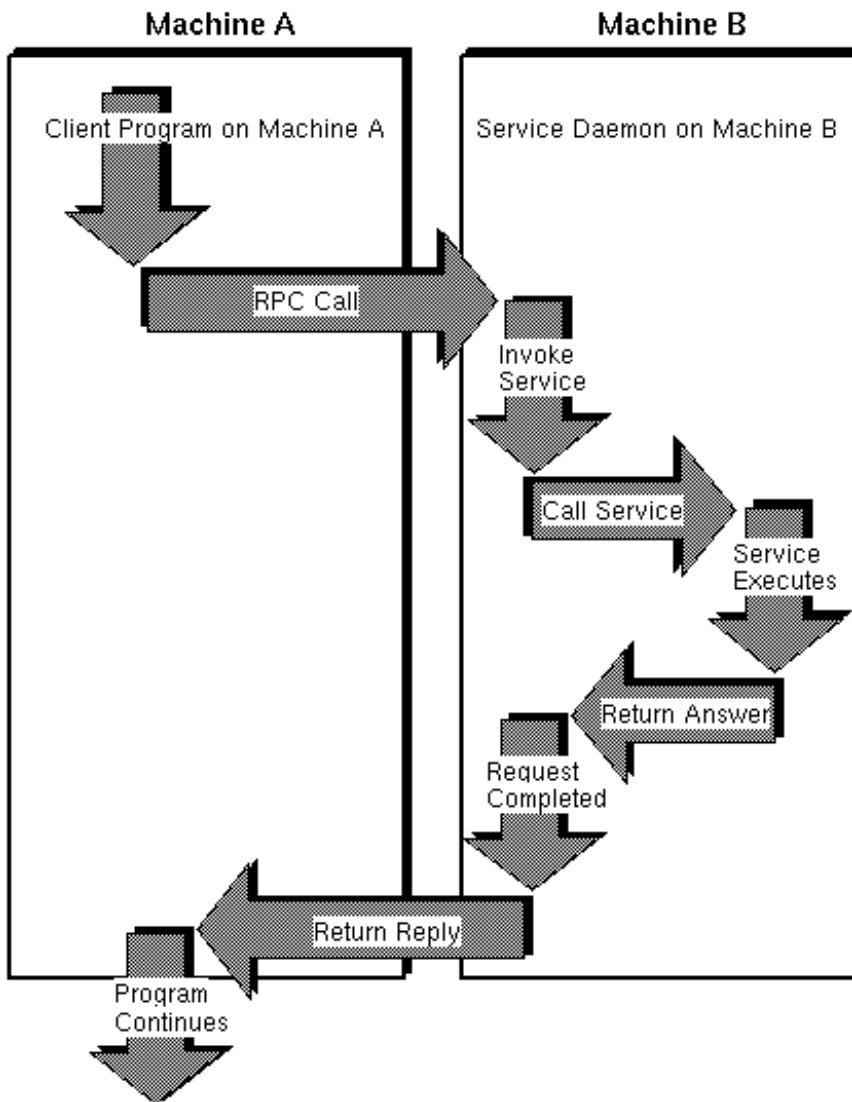 Machine A
Machine B
Client Program on Machine A
Service Daemon on Machine B
RPC Call
Invoke
Service
Call Service
Service
Executes
Return Answer
Request
Completed
Return Reply
Program
Continues